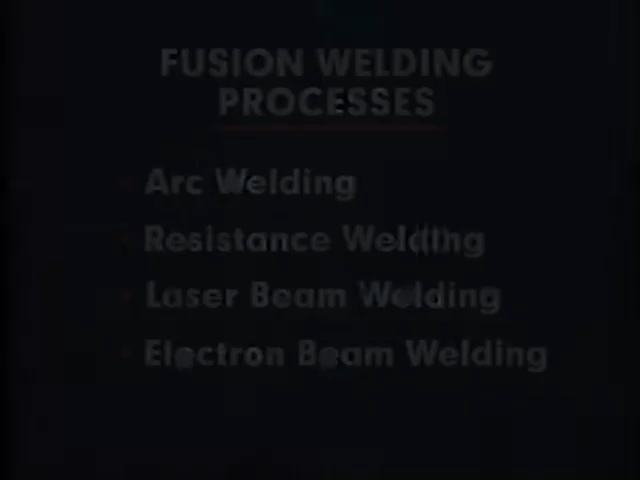 FUSION WELDING
PROCESSES
• Arc Welding
• Resistance Welding
• Laser Beam Welding
• Electron Beam Welding